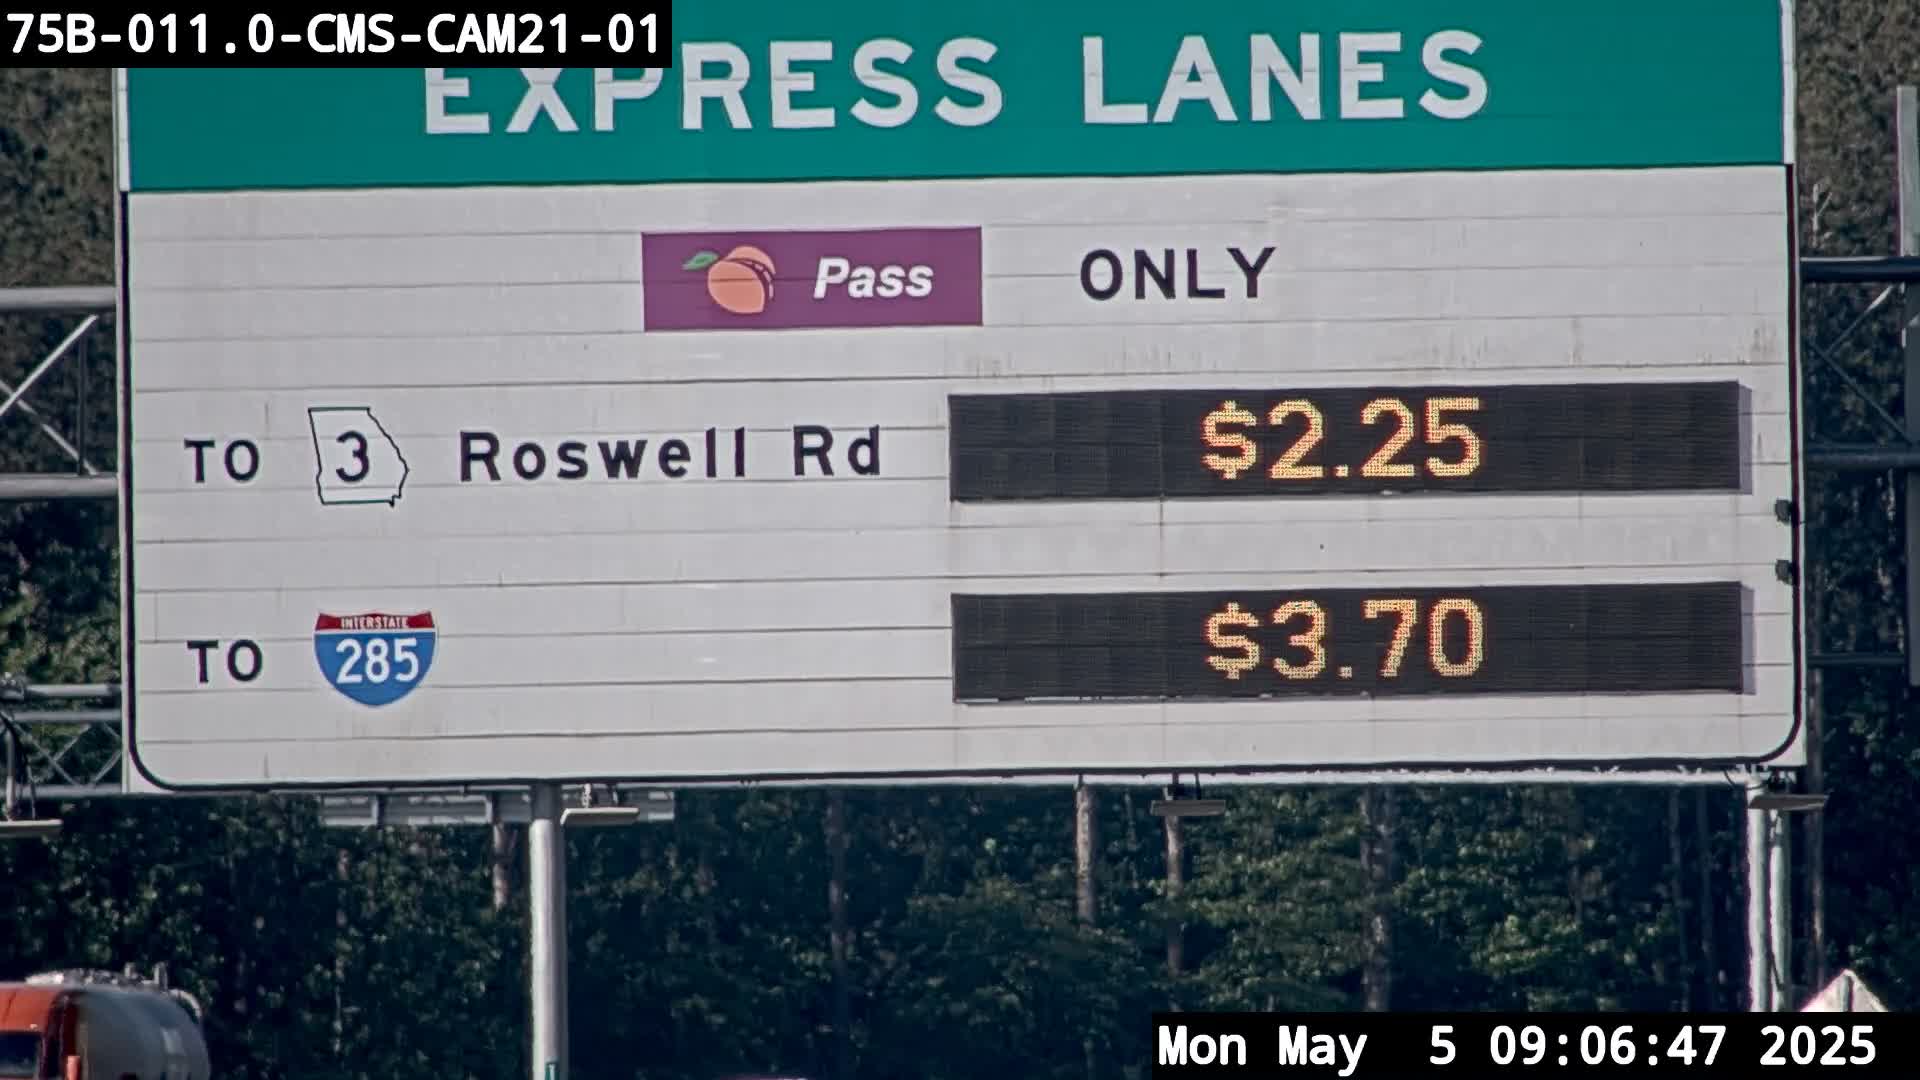 75B-011.0-CMS-CAM21-01
EXPRESS LANES
Pass ONLY
TO 3 Roswell Rd $2.25
INTERSTATE
TO 285 $3.70
Mon May 5 09:06:47 2025